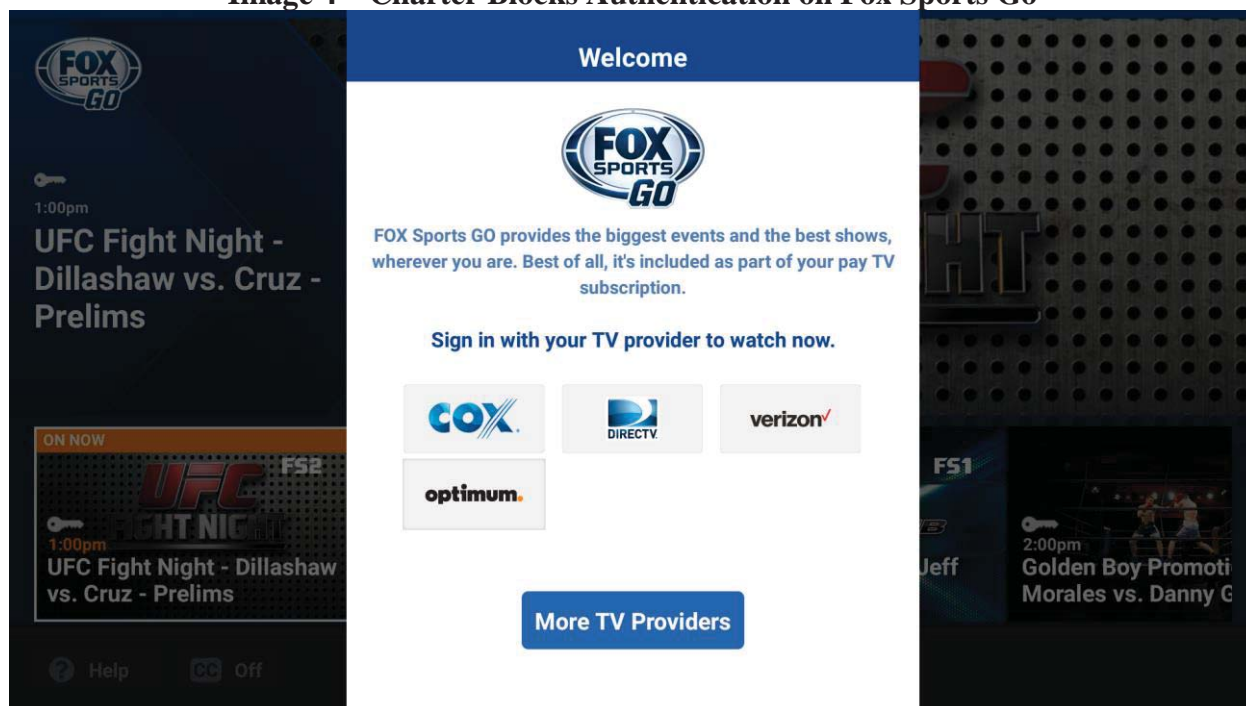 Image 4 – Charter Blocks Authentication on Fox Sports Go
FOX
SPORTS
GO
1:00pm
UFC Fight Night -
Dillashaw vs. Cruz -
Prelims
ON NOW
FS2
UFC
FIGHT NIGHT
1:00pm
UFC Fight Night - Dillashaw
vs. Cruz - Prelims
Help
CC Off
Welcome
FOX
SPORTS
GO
FOX Sports GO provides the biggest events and the best shows,
wherever you are. Best of all, it's included as part of your pay TV
subscription.
Sign in with your TV provider to watch now.
COX.
DIRECTV
verizon✓
optimum.
More TV Providers
FS1
Jeff
2:00pm
Golden Boy Promoti
Morales vs. Danny G